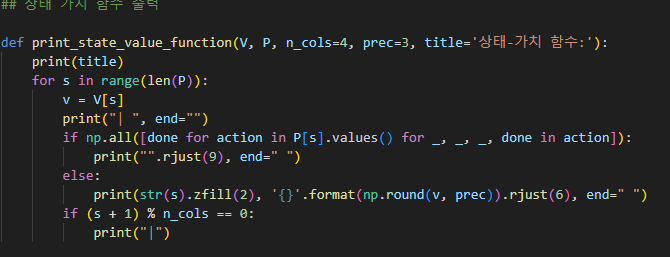 ## 상태 가치 함수 출력
def print_state_value_function(V, P, n_cols=4, prec=3, title='상태-가치 함수:'):
    print(title)
    for s in range(len(P)):
        v = V[s]
        print("| ", end="")
        if np.all([done for action in P[s].values() for _, _, _, done in action]):
            print("".rjust(9), end=" ")
        else:
            print(str(s).zfill(2), '{}'.format(np.round(v, prec)).rjust(6), end=" ")
        if (s + 1) % n_cols == 0:
            print("|")